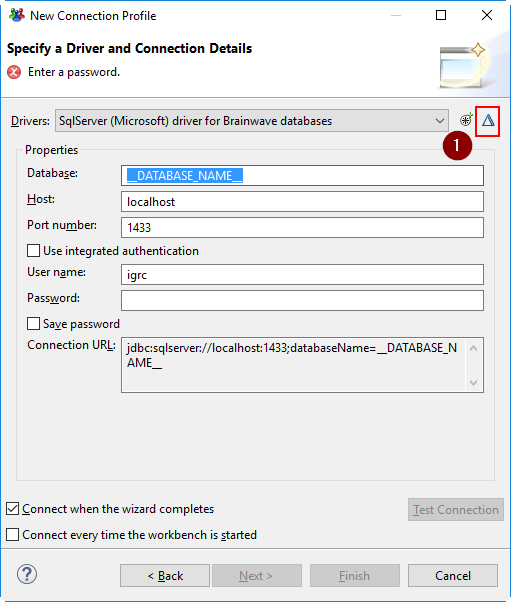 New Connection Profile
Specify a Driver and Connection Details
Enter a password.
Drivers: SqlServer (Microsoft) driver for Brainwave databases
1
Properties
Database: __DATABASE_NAME__
Host: localhost
Port number: 1433
Use integrated authentication
User name: igrc
Password:
Save password
Connection URL: jdbc:sqlserver://localhost:1433;databaseName=__DATABASE_N
AME__
Connect when the wizard completes
Test Connection
Connect every time the workbench is started
? < Back Next > Finish Cancel